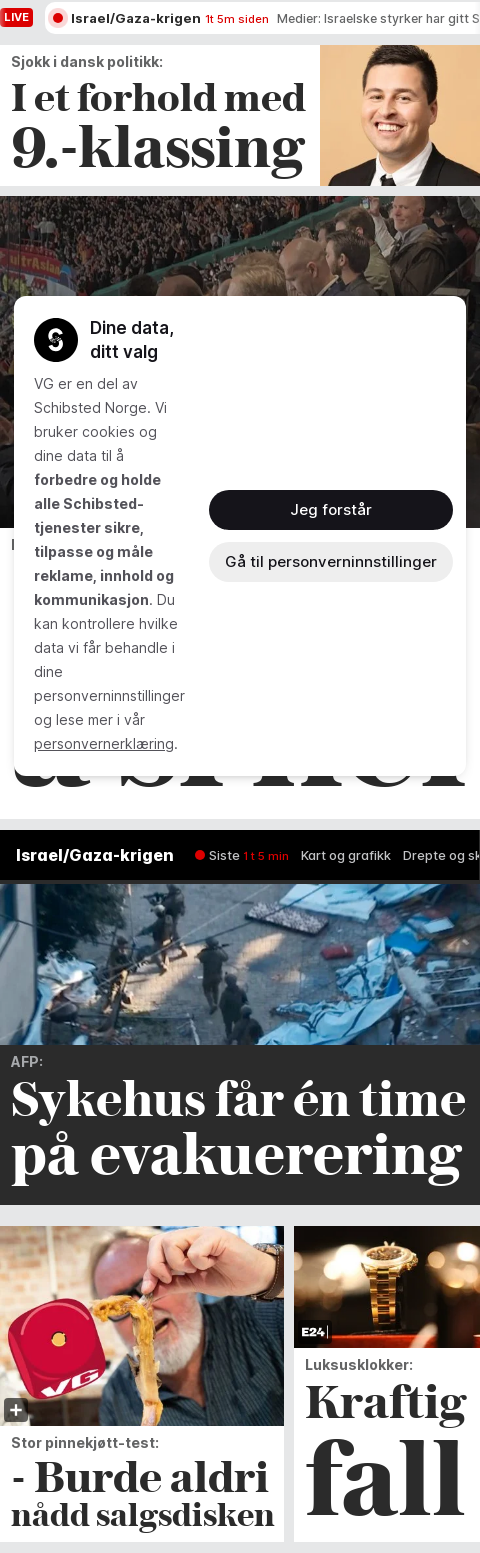 LIVE
Israel/Gaza-krigen 1t 5m siden Medier: Israelske styrker har gitt S
Sjokk i dansk politikk:
I et forhold med
9.-klassing
Dine data,
ditt valg
VG er en del av
Schibsted Norge. Vi
bruker cookies og
dine data til å
forbedre og holde
alle Schibsted-
tjenester sikre,
tilpasse og måle
reklame, innhold og
kommunikasjon. Du
kan kontrollere hvilke
data vi får behandle i
dine
personverninnstillinger
og lese mer i vår
personvernerklæring.
Jeg forstår
Gå til personverninnstillinger
Israel/Gaza-krigen Siste 1 t 5 min Kart og grafikk Drepte og sk
AFP:
Sykehus får én time
på evakuerering
VG
E24
Stor pinnekjøtt-test:
- Burde aldri
nådd salgsdisken
Luksusklokker:
Kraftig
fall